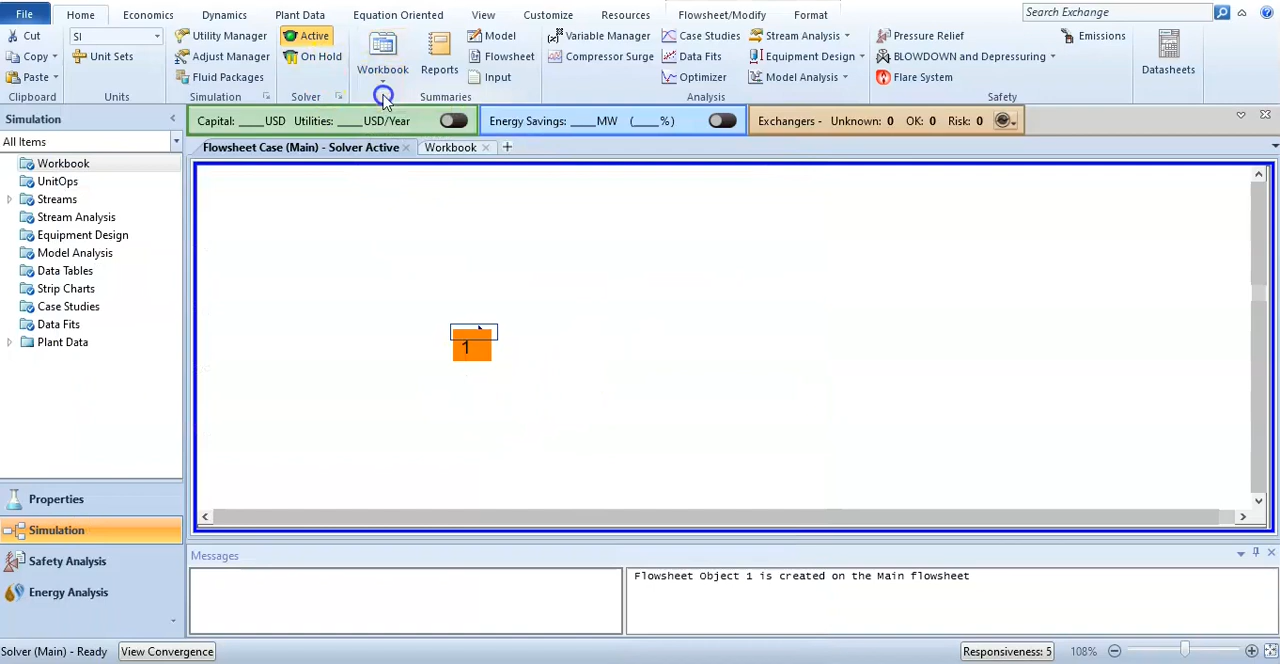 File Home Economics Dynamics Plant Data Equation Oriented View Customize Resources Flowsheet/Modify Format Search Exchange
Cut SI Utility Manager Active Workbook Reports Model Variable Manager Case Studies Stream Analysis Pressure Relief Emissions Datasheets
Copy Unit Sets Adjust Manager On Hold Flowsheet Compressor Surge Data Fits Equipment Design BLOWDOWN and Depressuring
Paste Fluid Packages Input Optimizer Model Analysis Flare System
Clipboard Units Simulation Solver Summaries Analysis Safety
Simulation Capital: ____USD Utilities: ____USD/Year Energy Savings: ____MW (____%) Exchangers - Unknown: 0 OK: 0 Risk: 0
All Items Flowsheet Case (Main) - Solver Active Workbook
Workbook
UnitOps
Streams
Stream Analysis
Equipment Design
Model Analysis
Data Tables
Strip Charts
Case Studies
Data Fits
Plant Data
1
Properties
Simulation
Safety Analysis
Energy Analysis
Messages
Flowsheet Object 1 is created on the Main flowsheet
Solver (Main) - Ready View Convergence Responsiveness: 5 108%